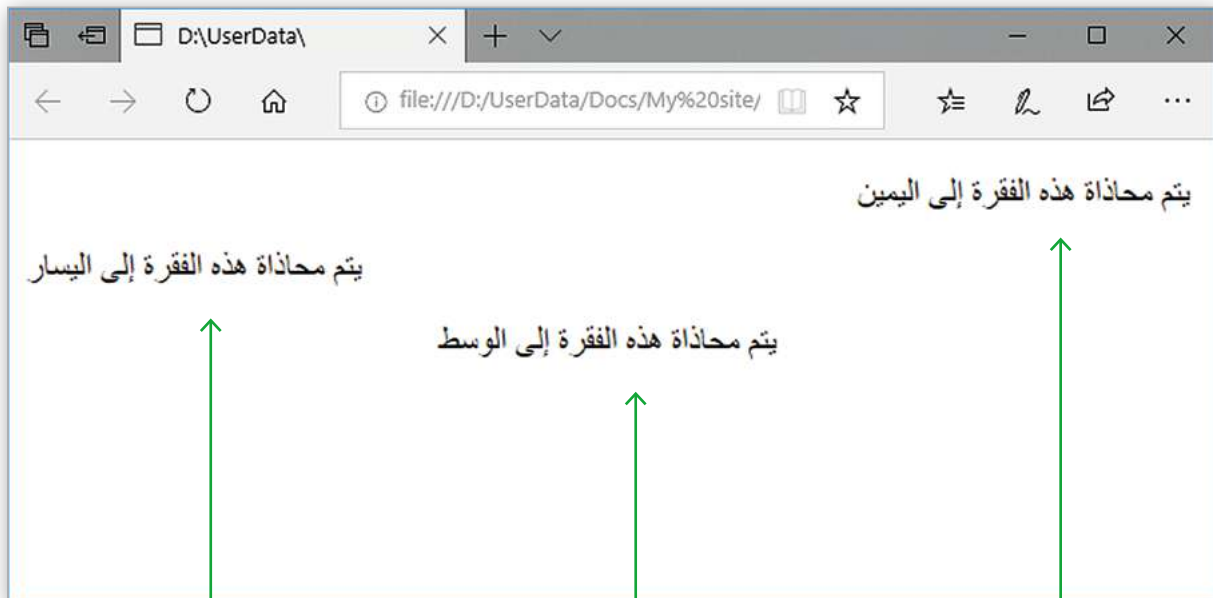 D:\UserData\
file:///D:/UserData/Docs/My%20site/
يتم محاذاة هذه الفقرة إلى اليمين
يتم محاذاة هذه الفقرة إلى اليسار
يتم محاذاة هذه الفقرة إلى الوسط